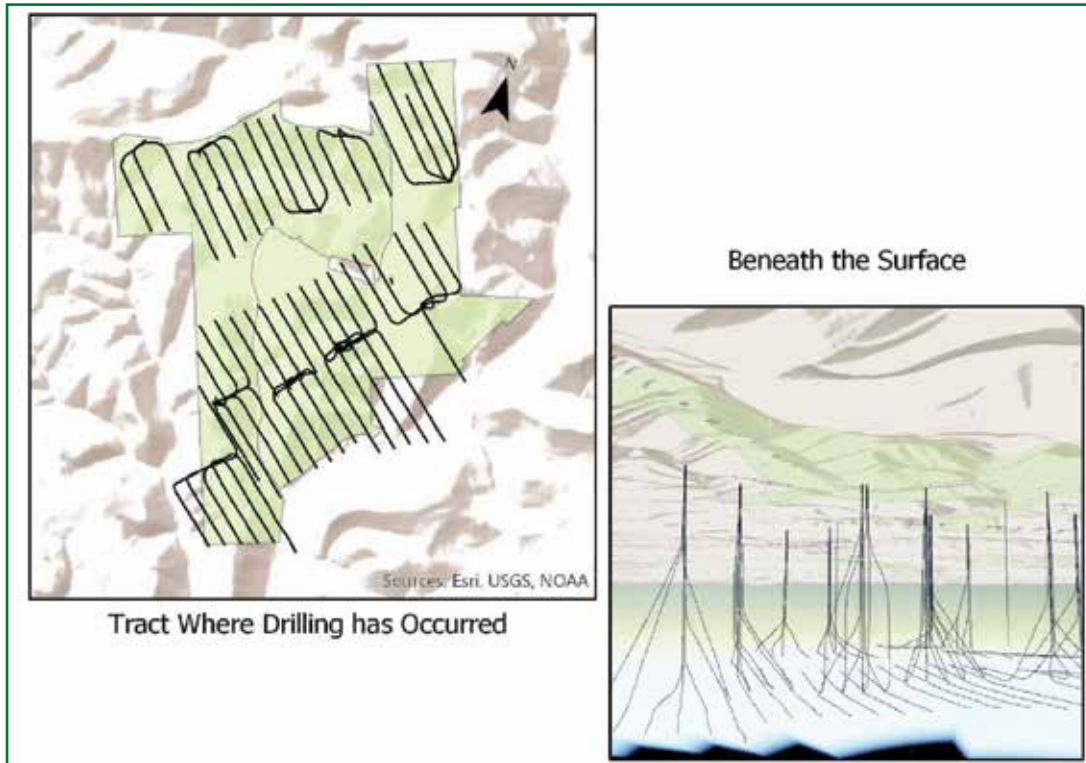 N
Sources: Esri, USGS, NOAA
Tract Where Drilling has Occurred
Beneath the Surface